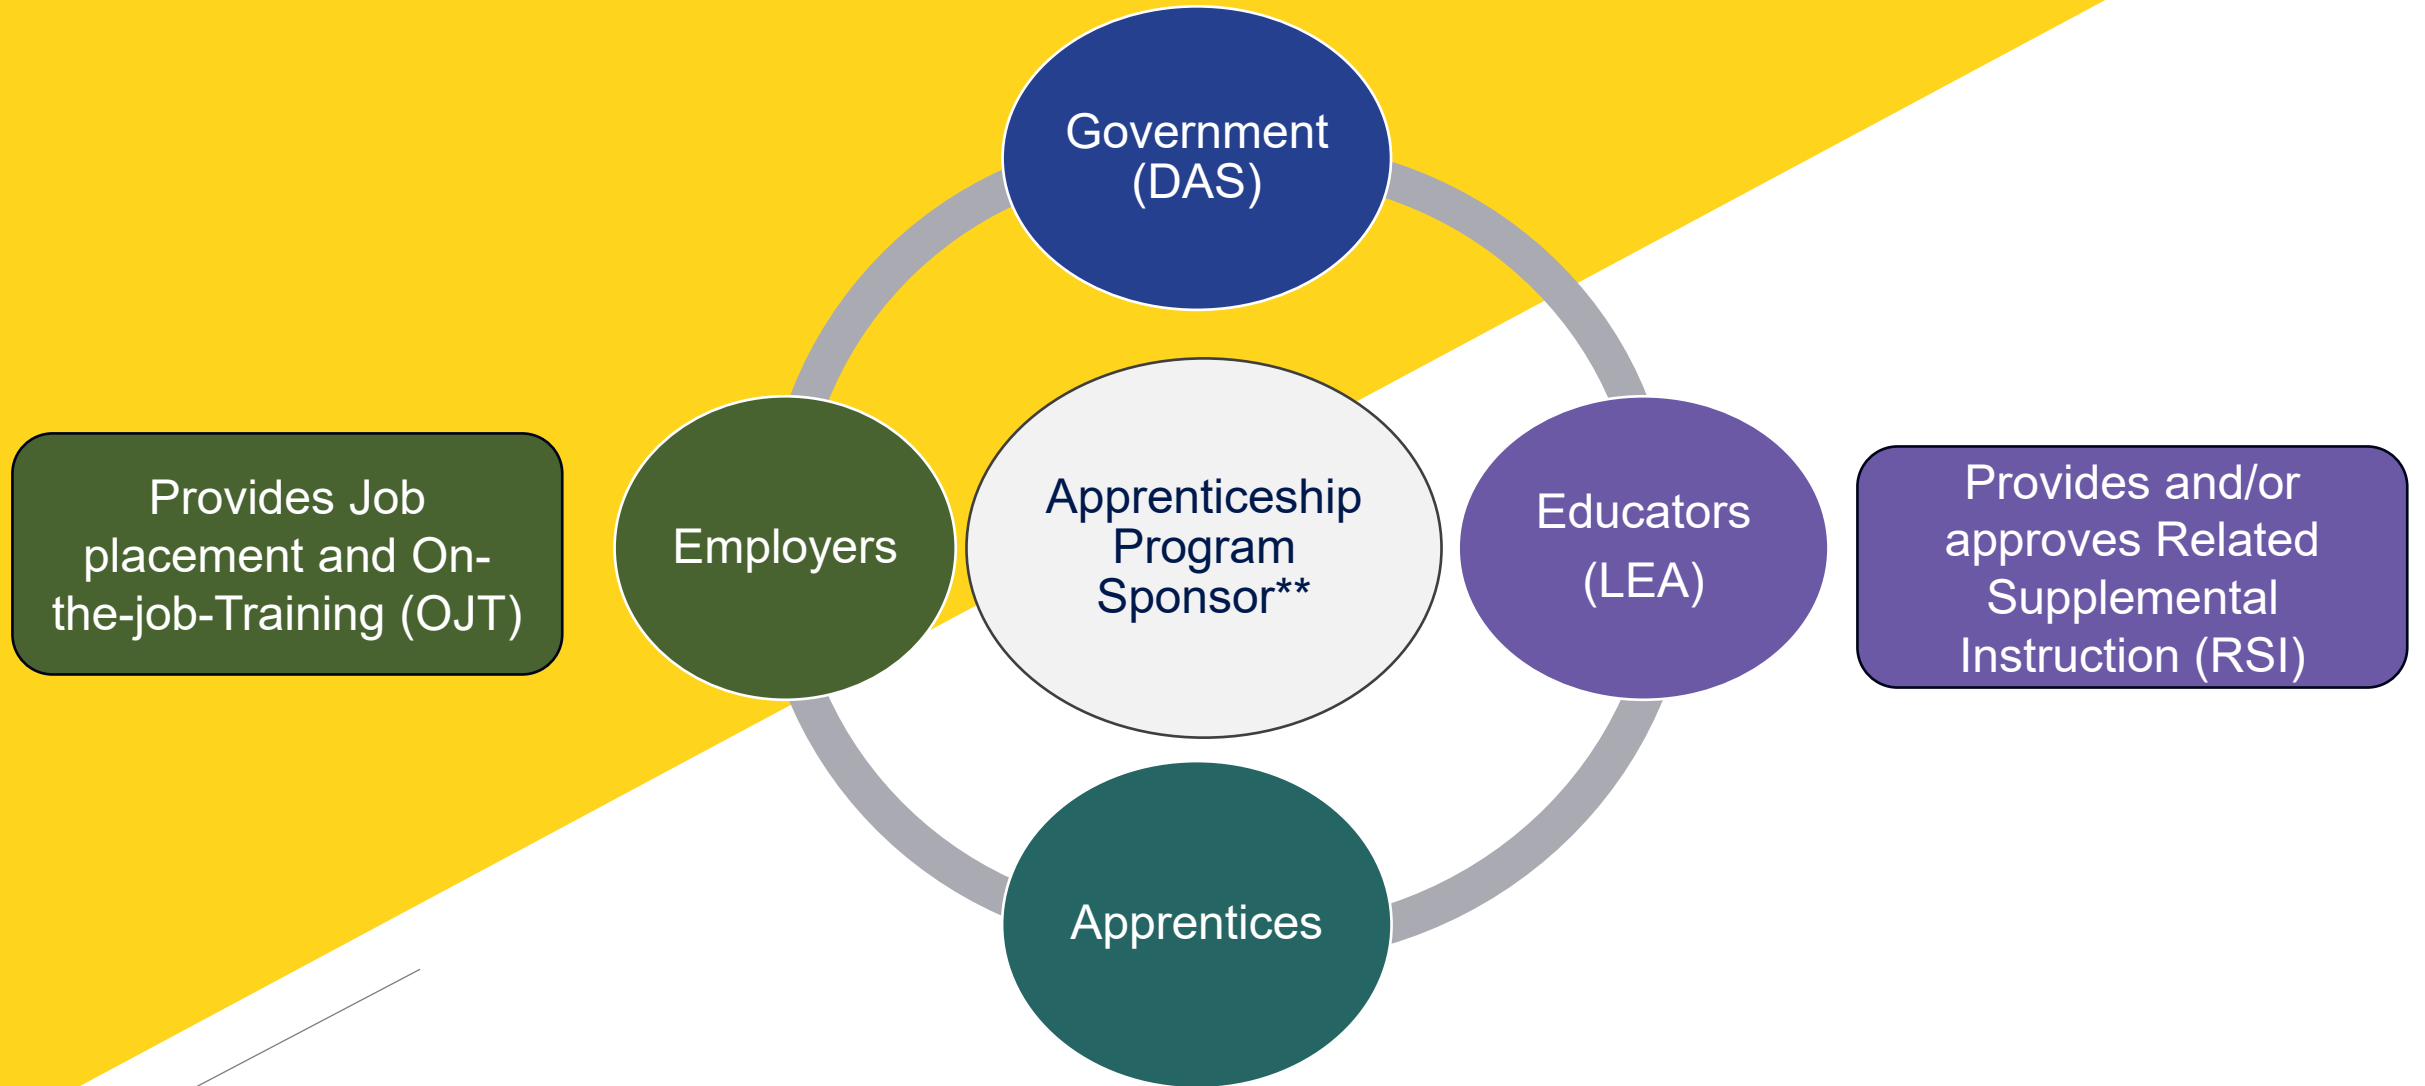 Government
(DAS)
Provides Job
placement and On-
the-job-Training (OJT)
Employers
Apprenticeship
Program
Sponsor**
Educators
(LEA)
Provides and/or
approves Related
Supplemental
Instruction (RSI)
Apprentices